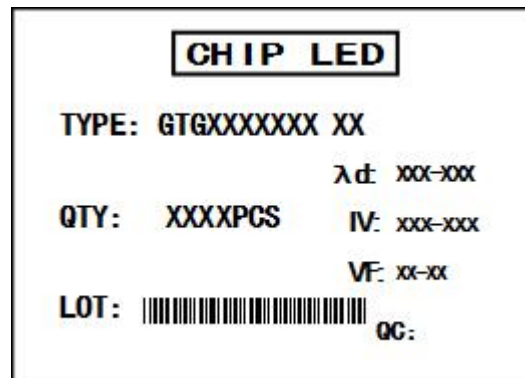 CHIP LED
TYPE: GTGXXXXXXX XX
λd: XXX-XXX
QTY: XXXXPCS
IV: XXX-XXX
VF: XX-XX
LOT:
QC: